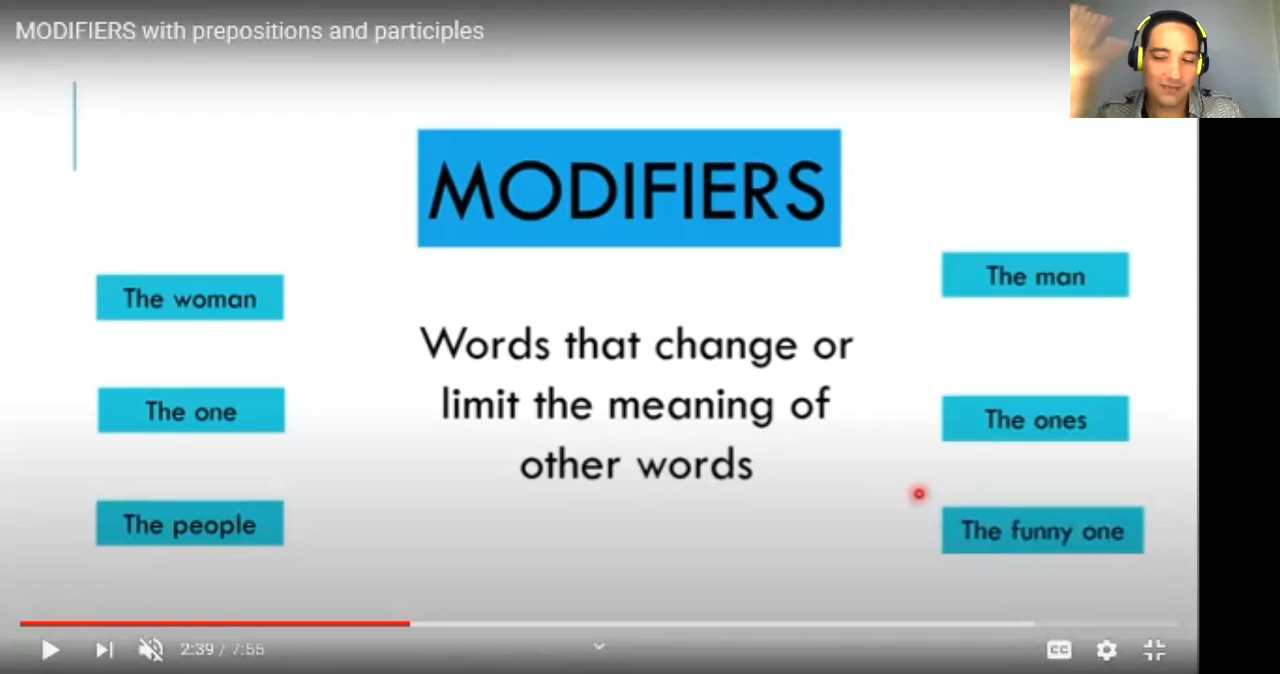 MODIFIERS with prepositions and participles
MODIFIERS
The woman
The man
Words that change or
limit the meaning of
other words
The one
The ones
The people
The funny one
2:39 / 7:55
CC